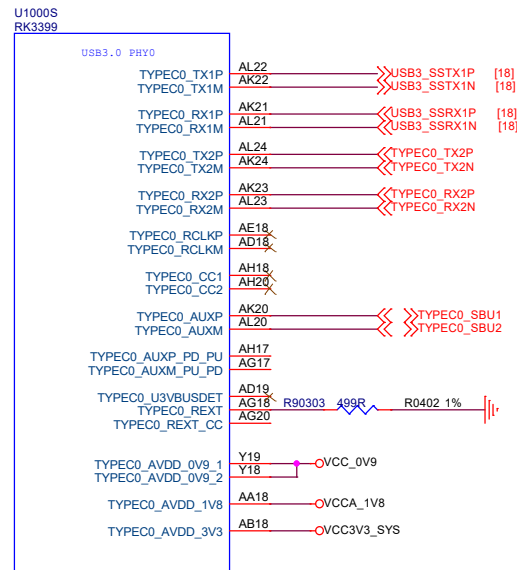 U1000S
RK3399
USB3.0 PHY0
TYPEC0_TX1P AL22 USB3_SSTX1P [18]
TYPEC0_TX1M AK22 USB3_SSTX1N [18]
TYPEC0_RX1P AK21 USB3_SSRX1P [18]
TYPEC0_RX1M AL21 USB3_SSRX1N [18]
TYPEC0_TX2P AL24 TYPEC0_TX2P
TYPEC0_TX2M AK24 TYPEC0_TX2N
TYPEC0_RX2P AK23 TYPEC0_RX2P
TYPEC0_RX2M AL23 TYPEC0_RX2N
TYPEC0_RCLKP AE18
TYPEC0_RCLKM AD18
TYPEC0_CC1 AH18
TYPEC0_CC2 AH20
TYPEC0_AUXP AK20 TYPEC0_SBU1
TYPEC0_AUXM AL20 TYPEC0_SBU2
TYPEC0_AUXP_PD_PU AH17
TYPEC0_AUXM_PU_PD AG17
TYPEC0_U3VBUSDET AD19
TYPEC0_REXT AG18 R90303 499R R0402 1%
TYPEC0_REXT_CC AG20
TYPEC0_AVDD_0V9_1 Y19 VCC_0V9
TYPEC0_AVDD_0V9_2 Y18
TYPEC0_AVDD_1V8 AA18 VCCA_1V8
TYPEC0_AVDD_3V3 AB18 VCC3V3_SYS